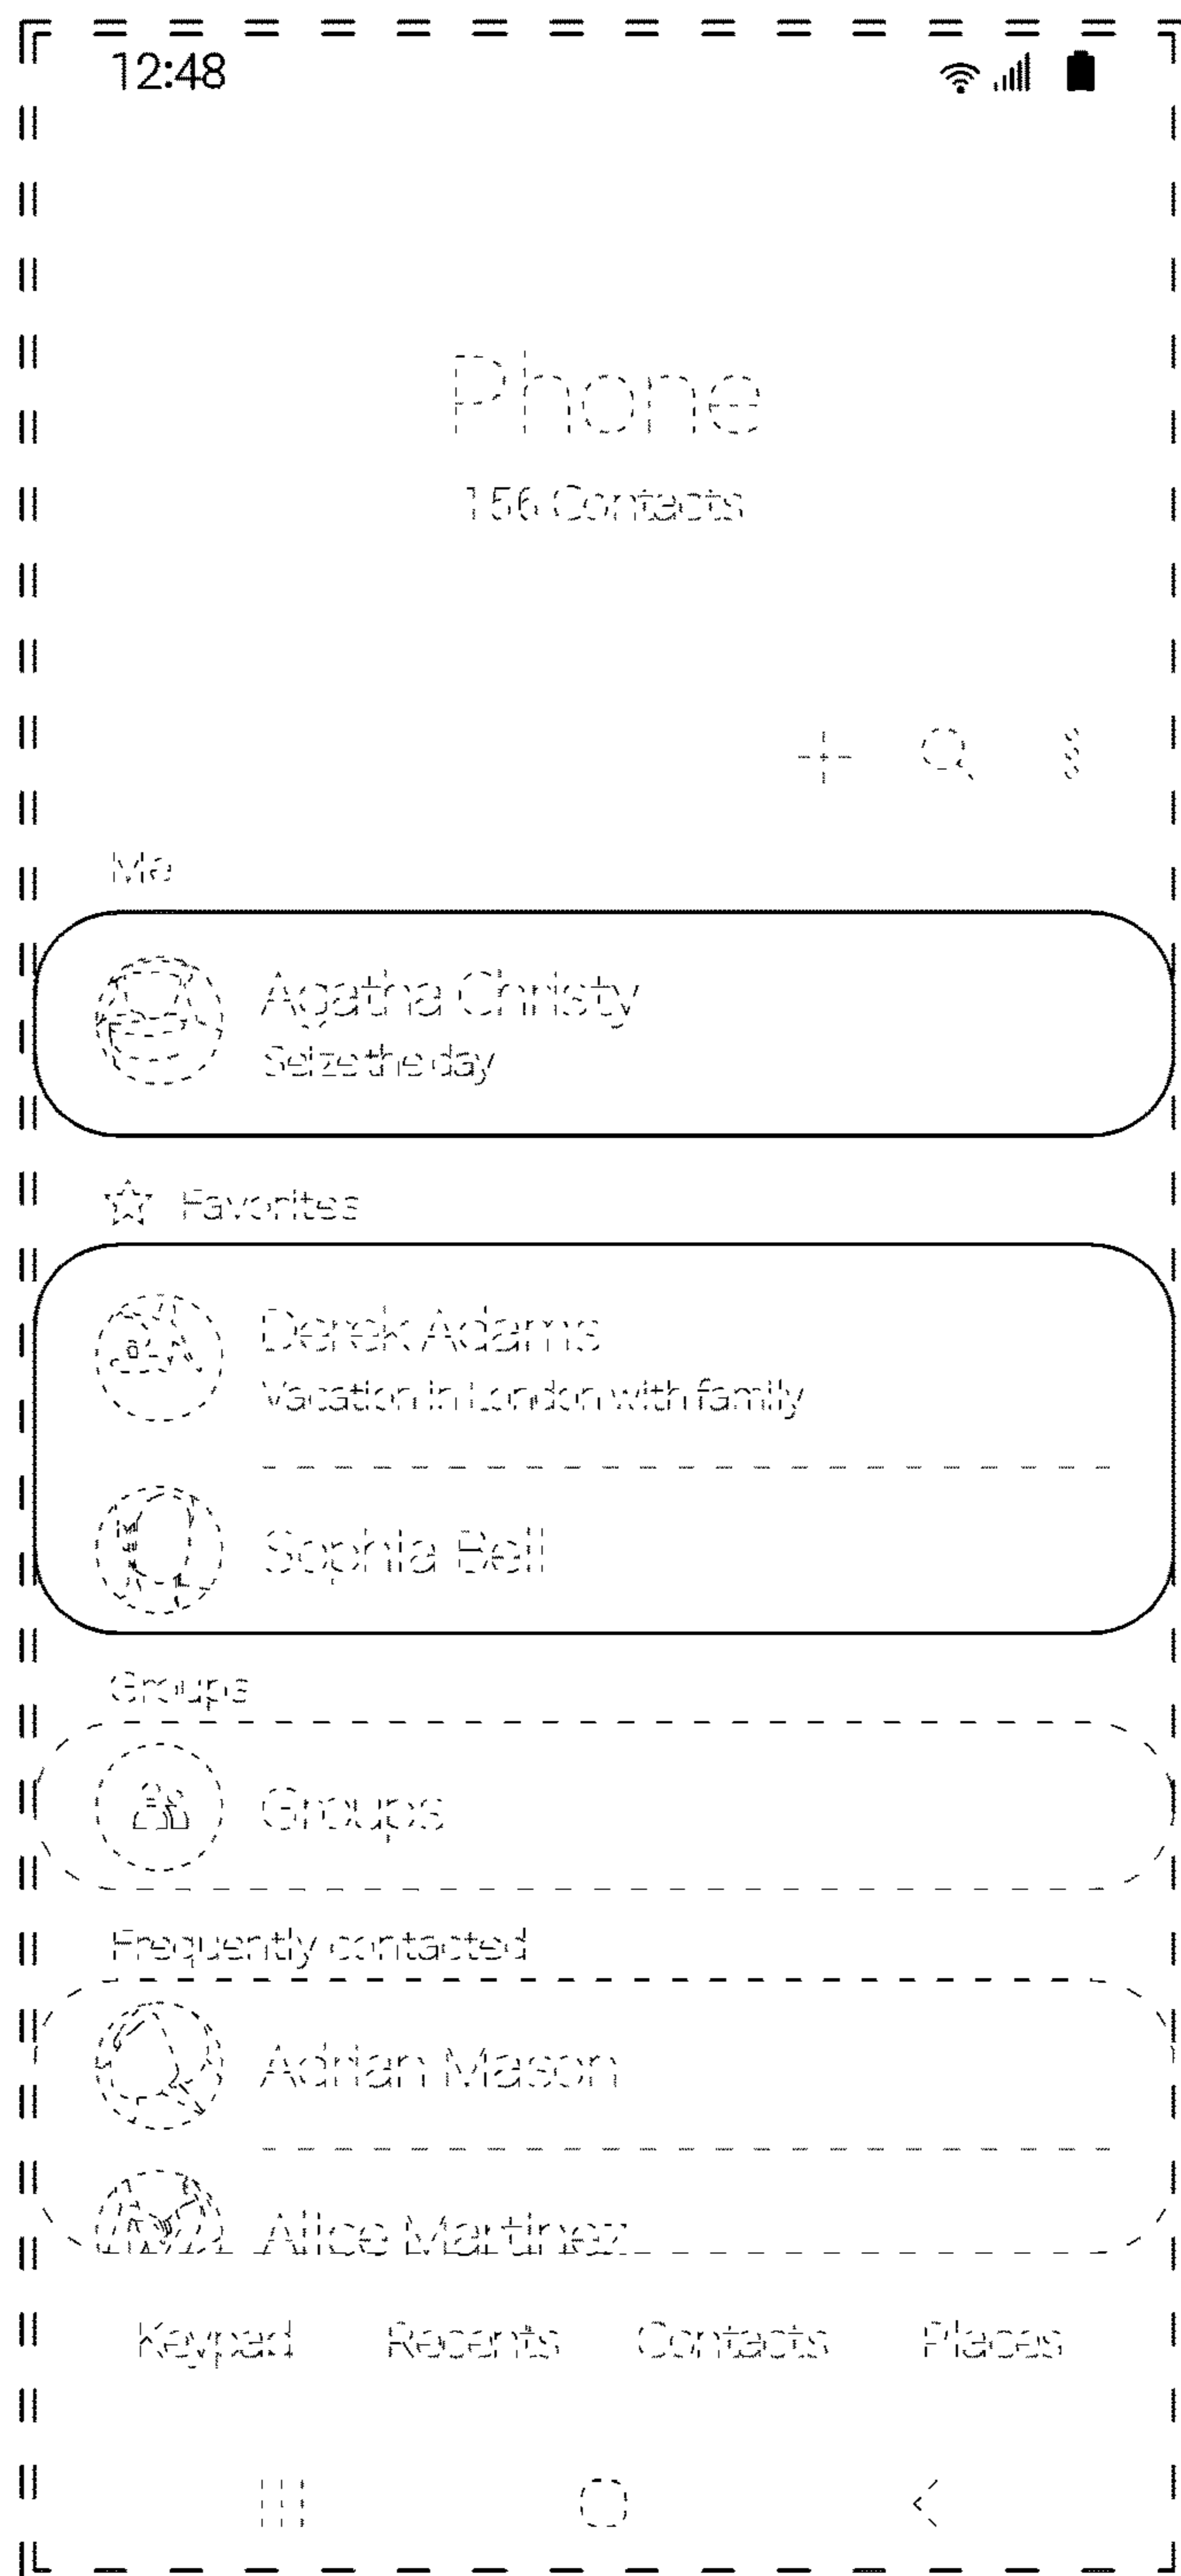 12:48
Phone
156 Contacts
Me
Agatha Christy
Seize the day
Favorites
Derek Adams
Vacation in London with family
Sophia Bell
Groups
Groups
Frequently contacted
Adrian Mason
Alice Martinez
Keypad Recents Contacts Places